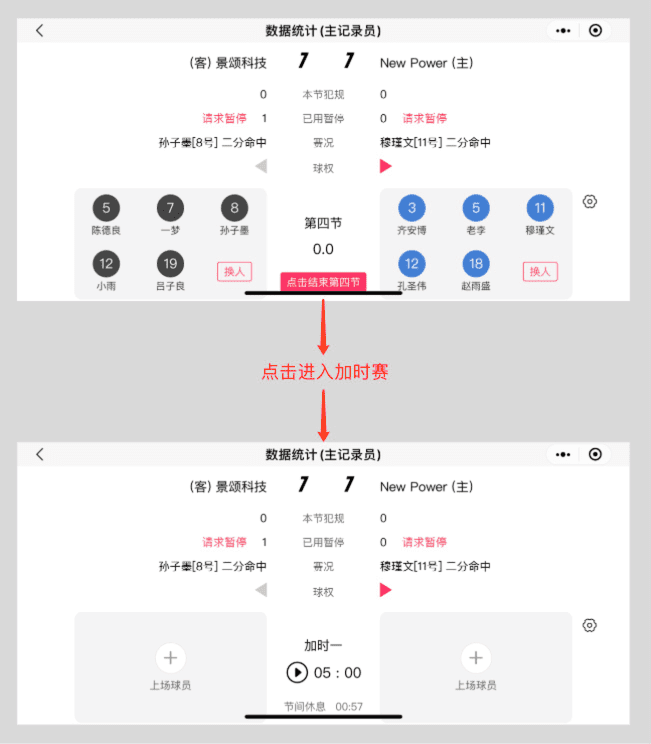 数据统计(主记录员)
(客) 景颂科技 7 7 New Power (主)
0 本节犯规 0
请求暂停 1 已用暂停 0 请求暂停
孙子墨[8号] 二分命中 赛况 穆瑾文[11号] 二分命中
球权
5 7 8 3 5 11
陈德良 一梦 孙子墨 第四节 齐安博 老李 穆瑾文
0.0
12 19 换人 12 18 换人
小雨 吕子良 点击结束第四节 孔圣伟 赵雨盛
点击进入加时赛
数据统计(主记录员)
(客) 景颂科技 7 7 New Power (主)
0 本节犯规 0
请求暂停 1 已用暂停 0 请求暂停
孙子墨[8号] 二分命中 赛况 穆瑾文[11号] 二分命中
球权
加时一
05 : 00
上场球员 上场球员
节间休息 00:57